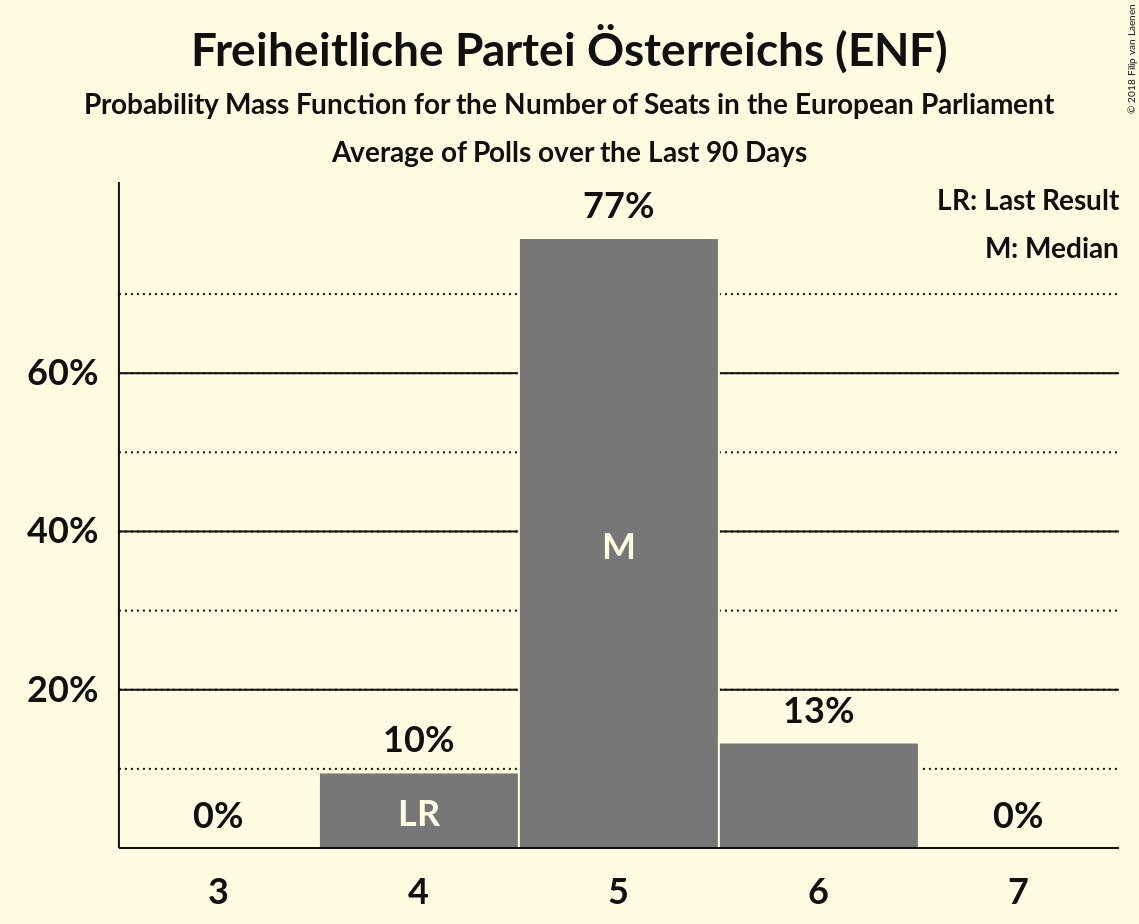 Freiheitliche Partei Österreichs (ENF)
Probability Mass Function for the Number of Seats in the European Parliament
Average of Polls over the Last 90 Days
© 2018 Filip van Laenen
LR: Last Result
M: Median
77%
60%
40%
20%
M
13%
10%
LR
0%
0%
3 4 5 6 7